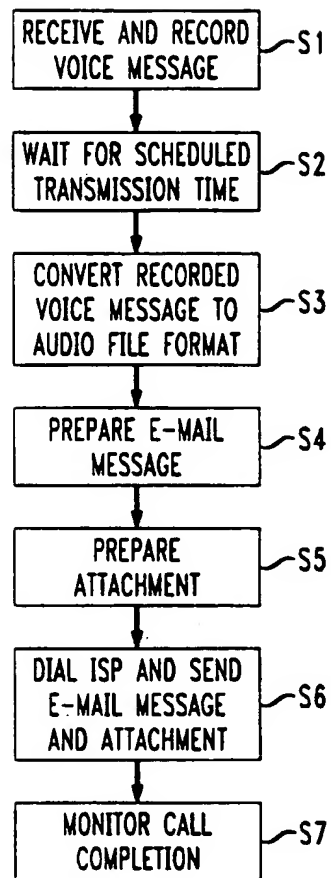 RECEIVE AND RECORD
VOICE MESSAGE
S1
WAIT FOR SCHEDULED
TRANSMISSION TIME
S2
CONVERT RECORDED
VOICE MESSAGE TO
AUDIO FILE FORMAT
S3
PREPARE E-MAIL
MESSAGE
S4
PREPARE
ATTACHMENT
S5
DIAL ISP AND SEND
E-MAIL MESSAGE
AND ATTACHMENT
S6
MONITOR CALL
COMPLETION
S7